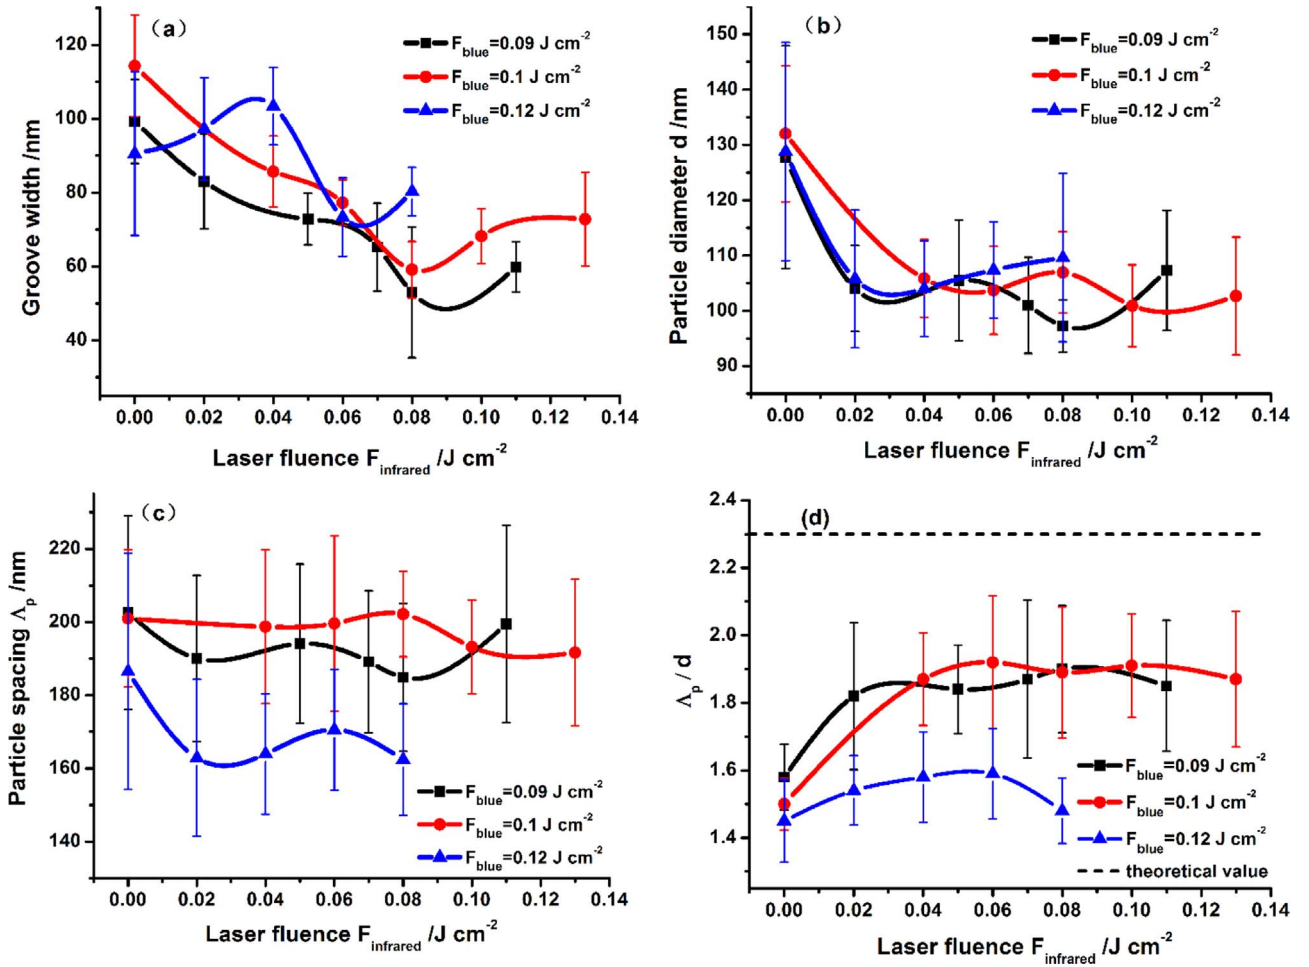 (a)
F_blue=0.09 J cm^-2
F_blue=0.1 J cm^-2
F_blue=0.12 J cm^-2
Groove width /nm
120
100
80
60
40
0.00 0.02 0.04 0.06 0.08 0.10 0.12 0.14
Laser fluence F_infrared /J cm^-2
(b)
F_blue=0.09 J cm^-2
F_blue=0.1 J cm^-2
F_blue=0.12 J cm^-2
Particle diameter d /nm
150
140
130
120
110
100
90
0.00 0.02 0.04 0.06 0.08 0.10 0.12 0.14
Laser fluence F_infrared /J cm^-2
(c)
Particle spacing Λ_p /nm
220
200
180
160
140
F_blue=0.09 J cm^-2
F_blue=0.1 J cm^-2
F_blue=0.12 J cm^-2
0.00 0.02 0.04 0.06 0.08 0.10 0.12 0.14
Laser fluence F_infrared /J cm^-2
(d)
Λ_p / d
2.4
2.2
2.0
1.8
1.6
1.4
F_blue=0.09 J cm^-2
F_blue=0.1 J cm^-2
F_blue=0.12 J cm^-2
theoretical value
0.00 0.02 0.04 0.06 0.08 0.10 0.12 0.14
Laser fluence F_infrared /J cm^-2